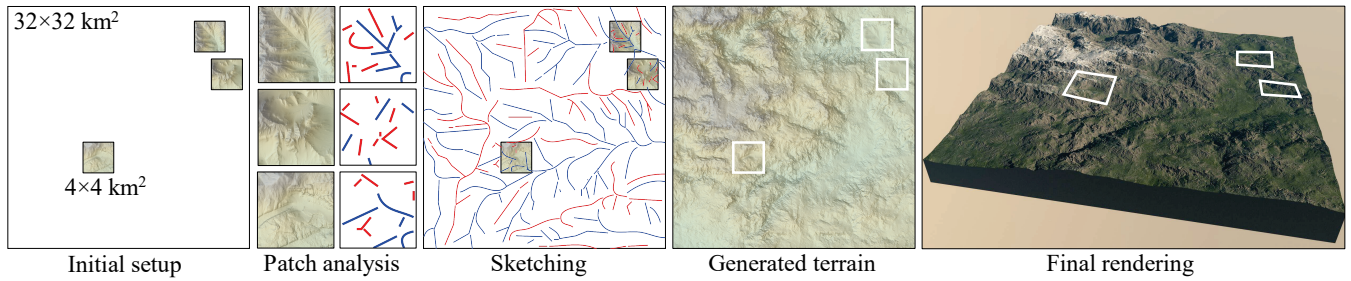 32×32 km²
4×4 km²
Initial setup
Patch analysis
Sketching
Generated terrain
Final rendering